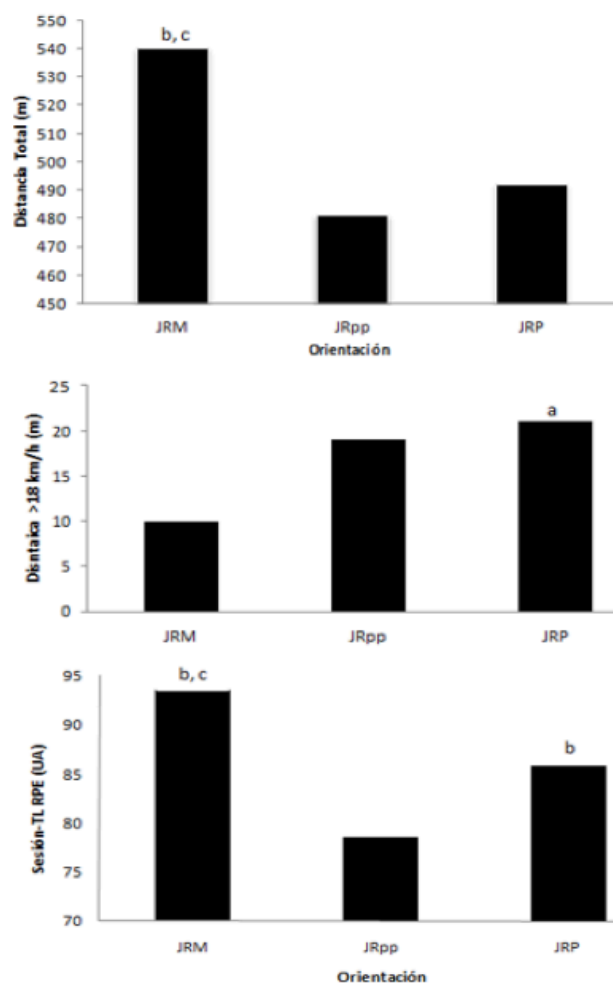 Distancia Total (m)
550
540
530
520
510
500
490
480
470
460
450
b, c
JRM
JRpp
JRP
Orientación
Disntaica >18 km/h (m)
25
20
15
10
5
0
a
JRM
JRpp
JRP
Sesión-TL RPE (UA)
95
90
85
80
75
70
b, c
b
JRM
JRpp
JRP
Orientación